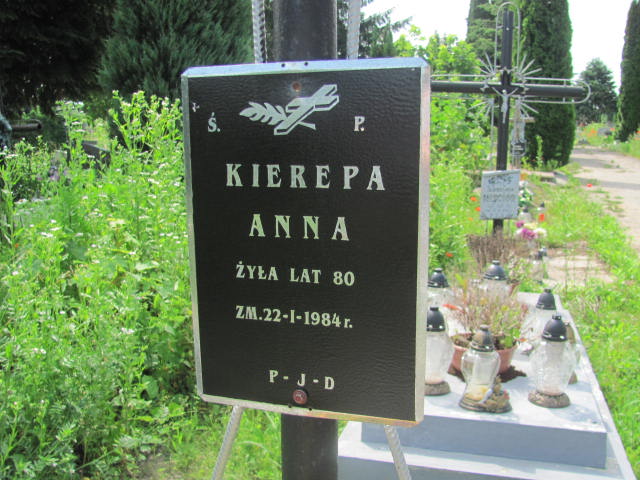 Ś. P.
KIEREPA
ANNA
ŻYŁA LAT 80
ZM.22-I-1984r.
P-J-D